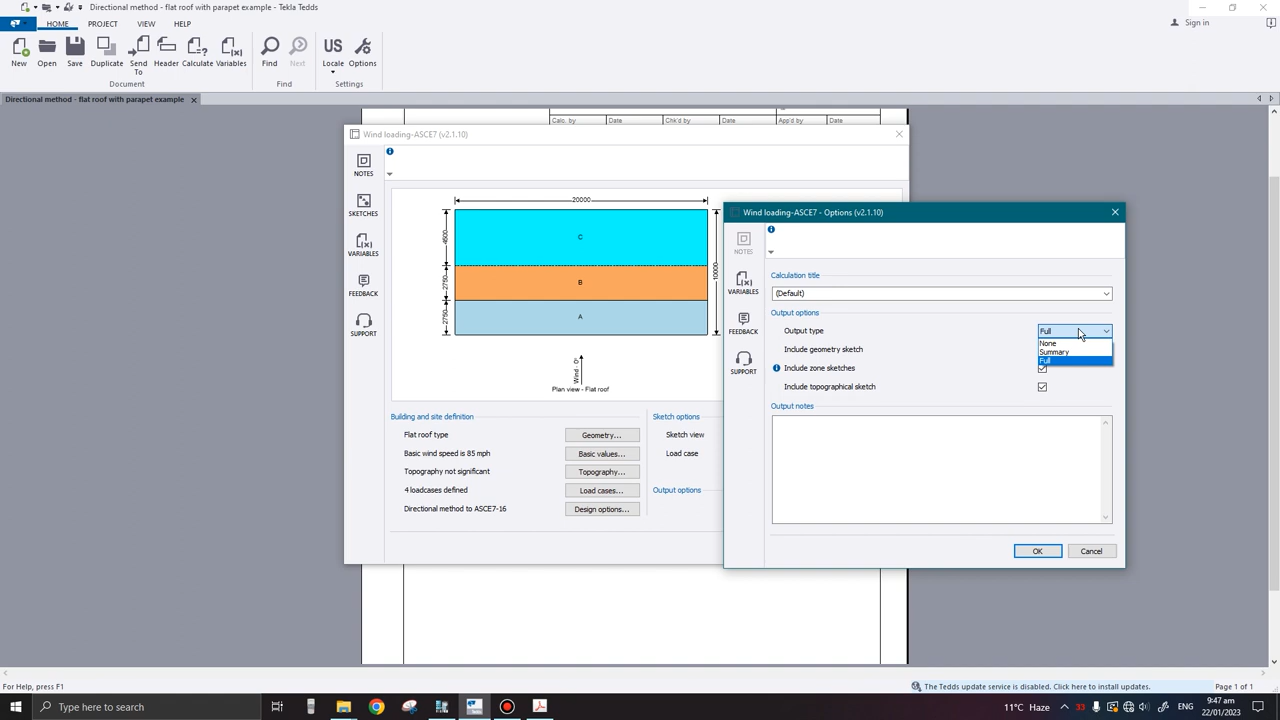 Directional method - flat roof with parapet example - Tekla Tedds
HOME PROJECT VIEW HELP
Sign in
New Open Save Duplicate Send To Header Calculate Variables Find Next Locale Options
Document Find Settings
Directional method - flat roof with parapet example
Calc. by Date Chk'd by Date App'd by Date
Wind loading-ASCE7 (v2.1.10)
NOTES
SKETCHES
VARIABLES
FEEDBACK
SUPPORT
20000
4500
2750
2750
10000
C
B
A
Wind - 0°
Plan view - Flat roof
Building and site definition
Flat roof type Geometry...
Basic wind speed is 85 mph Basic values...
Topography not significant Topography...
4 loadcases defined Load cases...
Directional method to ASCE7-16 Design options...
Sketch options
Sketch view
Load case
Output options
Wind loading-ASCE7 - Options (v2.1.10)
NOTES
VARIABLES
FEEDBACK
SUPPORT
Calculation title
(Default)
Output options
Output type Full
None
Summary
Full
Include geometry sketch
Include zone sketches
Include topographical sketch
Output notes
OK Cancel
For Help, press F1
The Tedds update service is disabled. Click here to install updates.
Page 1 of 1
Type here to search
11°C Haze
33
9:47 am
22/01/2023